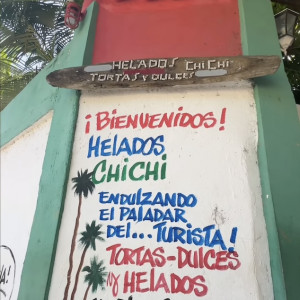 HELADOS CHICHI
TORTAS Y DULCES
¡BIENVENIDOS!
HELADOS
CHICHI
ENDULZANDO
EL PALADAR
DEL... TURISTA!
TORTAS-DULCES
y HELADOS